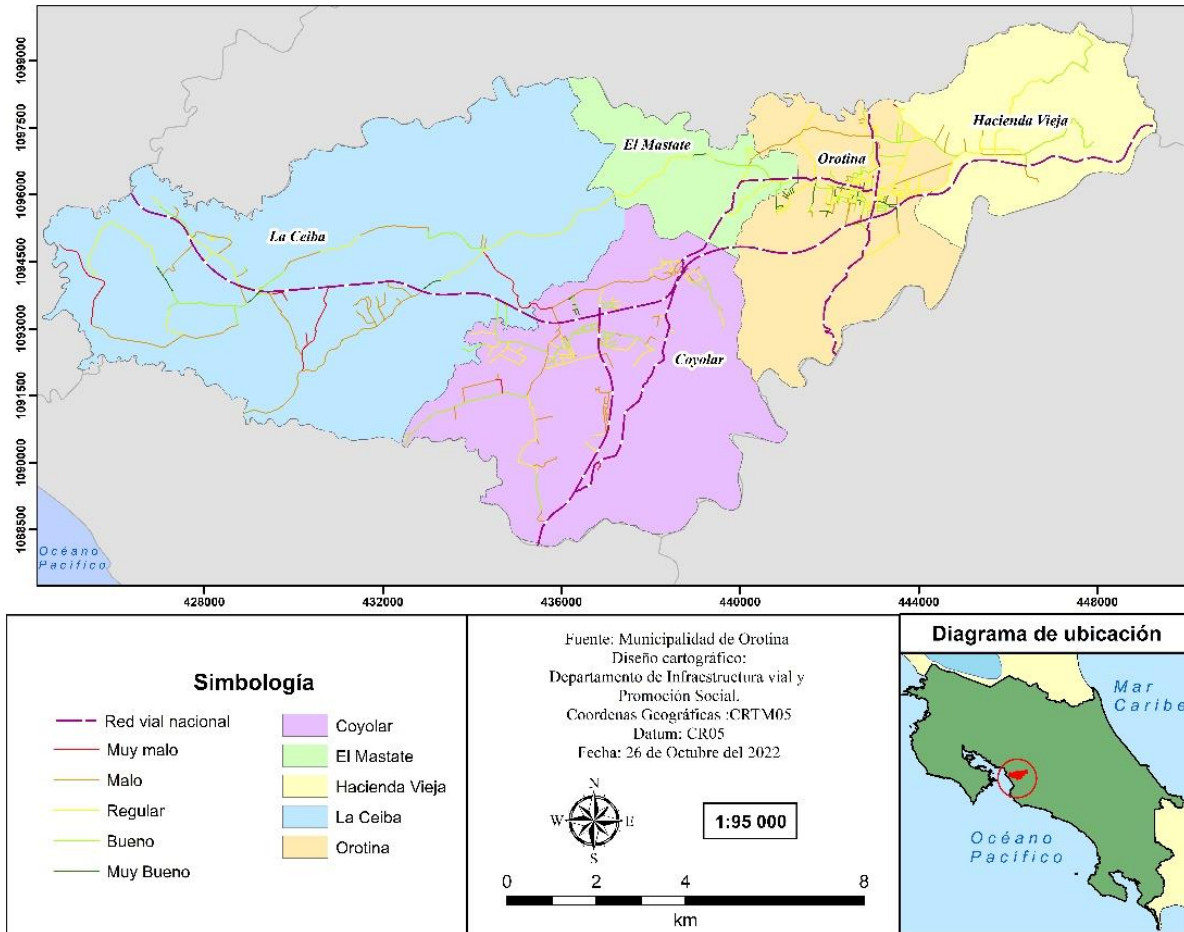 1099000
1097500
1096000
1094500
1093000
1091500
1090000
1088500
Hacienda Vieja
El Mastate
Orotina
La Ceiba
Coyolar
Océano
Pacífico
428000
432000
436000
440000
444000
448000
Simbología
Red vial nacional
Muy malo
Malo
Regular
Bueno
Muy Bueno
Coyolar
El Mastate
Hacienda Vieja
La Ceiba
Orotina
Fuente: Municipalidad de Orotina
Diseño cartográfico:
Departamento de Infraestructura vial y
Promoción Social.
Coordenas Geográficas :CRTM05
Datum: CR05
Fecha: 26 de Octubre del 2022
N
W
E
S
1:95 000
0 2 4 8
km
Diagrama de ubicación
Mar
Caribe
Océano
Pacífico